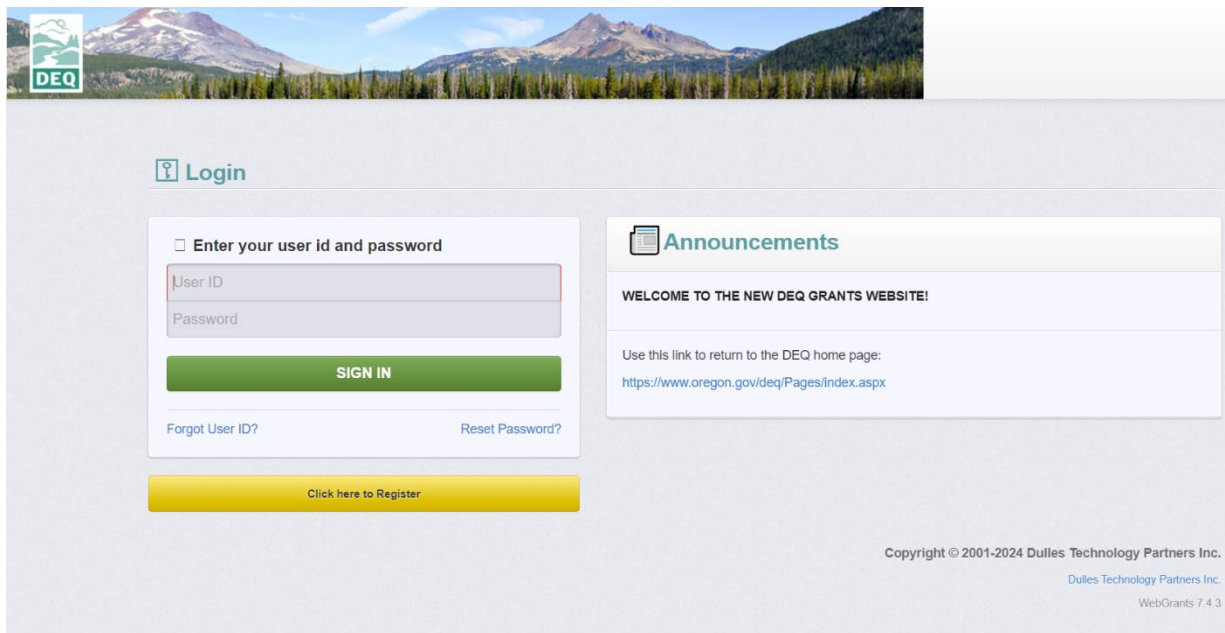 DEQ
Login
Enter your user id and password
User ID
Password
SIGN IN
Forgot User ID?
Reset Password?
Click here to Register
Announcements
WELCOME TO THE NEW DEQ GRANTS WEBSITE!
Use this link to return to the DEQ home page:
https://www.oregon.gov/deq/Pages/index.aspx
Copyright © 2001-2024 Dulles Technology Partners Inc.
Dulles Technology Partners Inc.
WebGrants 7.4.3